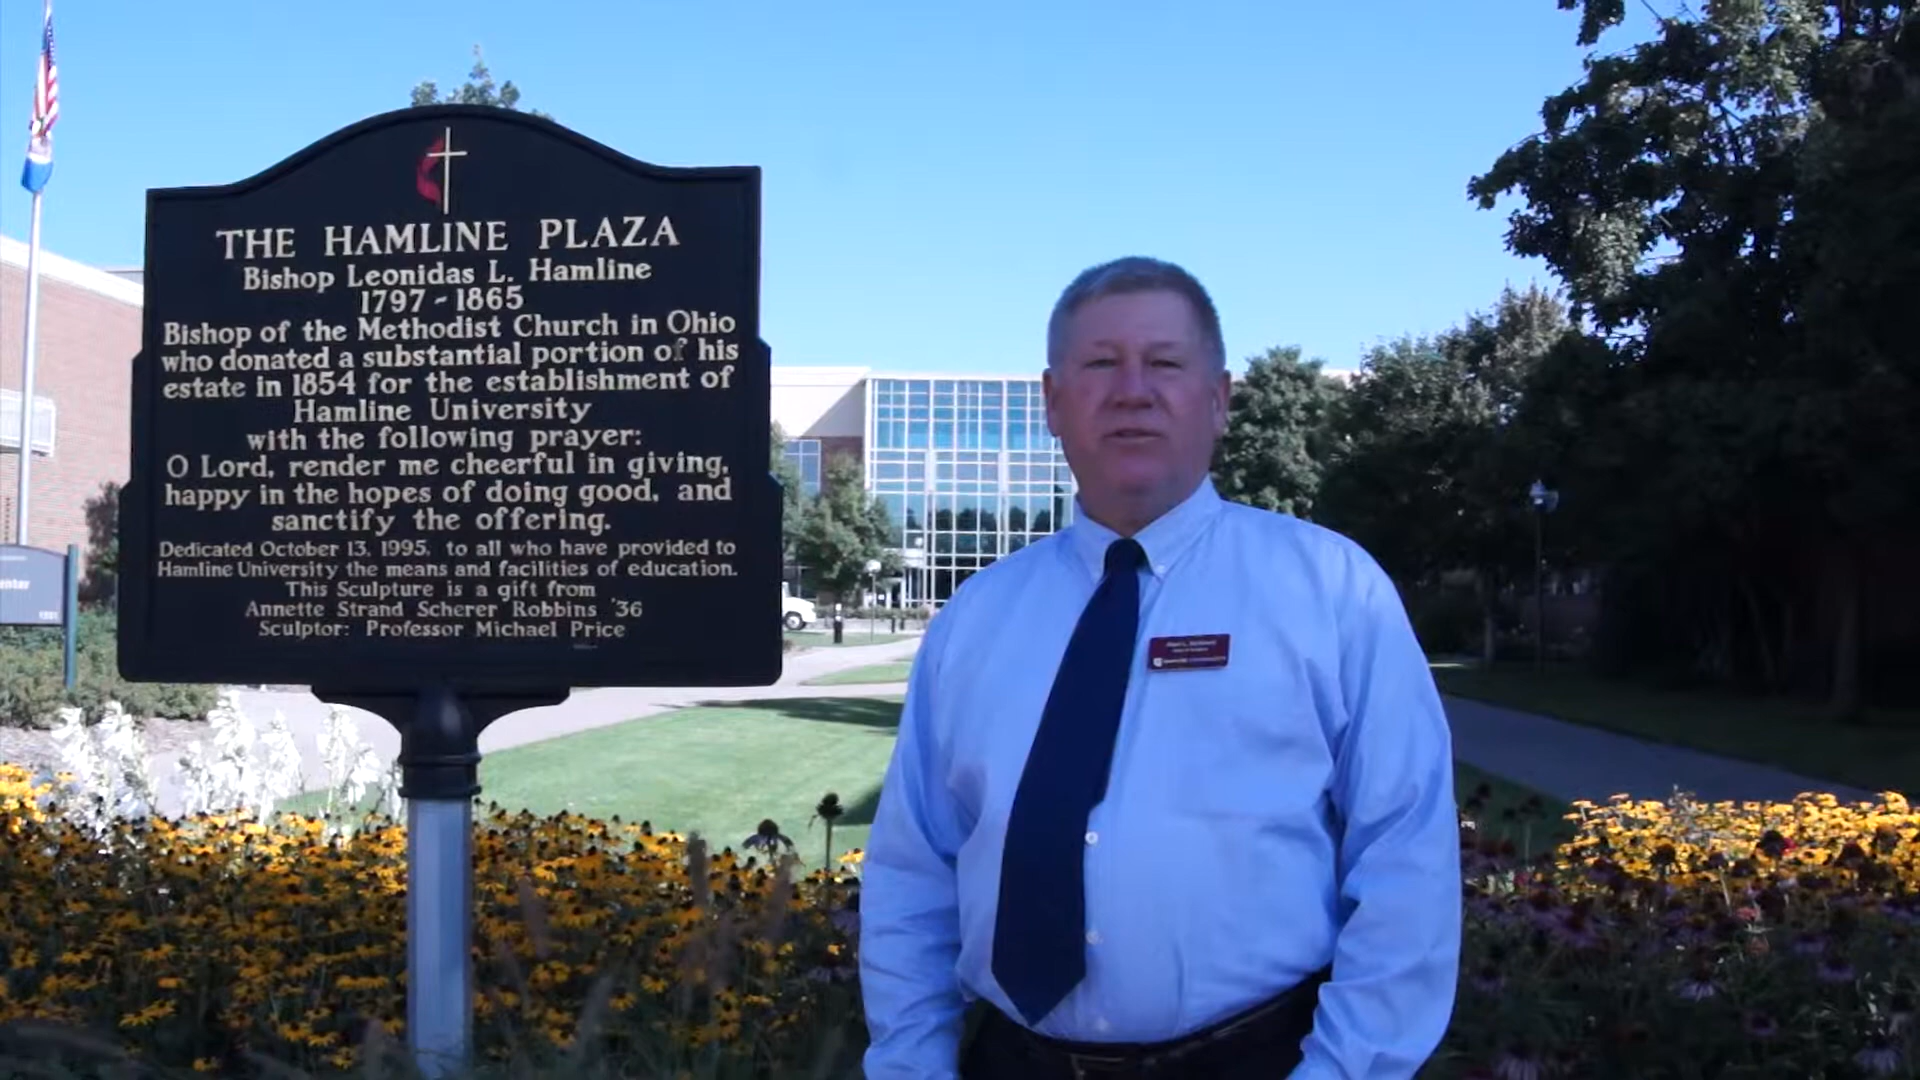 THE HAMLINE PLAZA
Bishop Leonidas L. Hamline
1797 - 1865
Bishop of the Methodist Church in Ohio
who donated a substantial portion of his
estate in 1854 for the establishment of
Hamline University
with the following prayer:
O Lord, render me cheerful in giving,
happy in the hopes of doing good, and
sanctify the offering.
Dedicated October 13, 1995, to all who have provided to
Hamline University the means and facilities of education.
This Sculpture is a gift from
Annette Strand Scherer Robbins '36
Sculptor: Professor Michael Price
enter